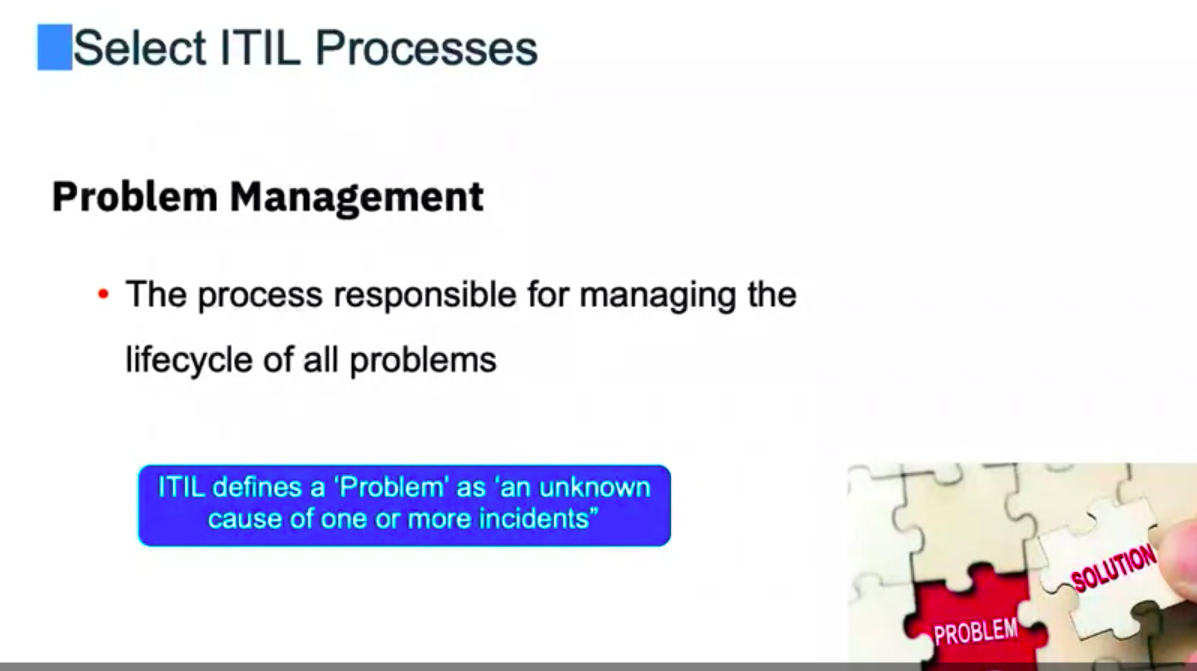 Select ITIL Processes
Problem Management
• The process responsible for managing the
lifecycle of all problems
ITIL defines a ‘Problem’ as ‘an unknown
cause of one or more incidents”
SOLUTION
PROBLEM